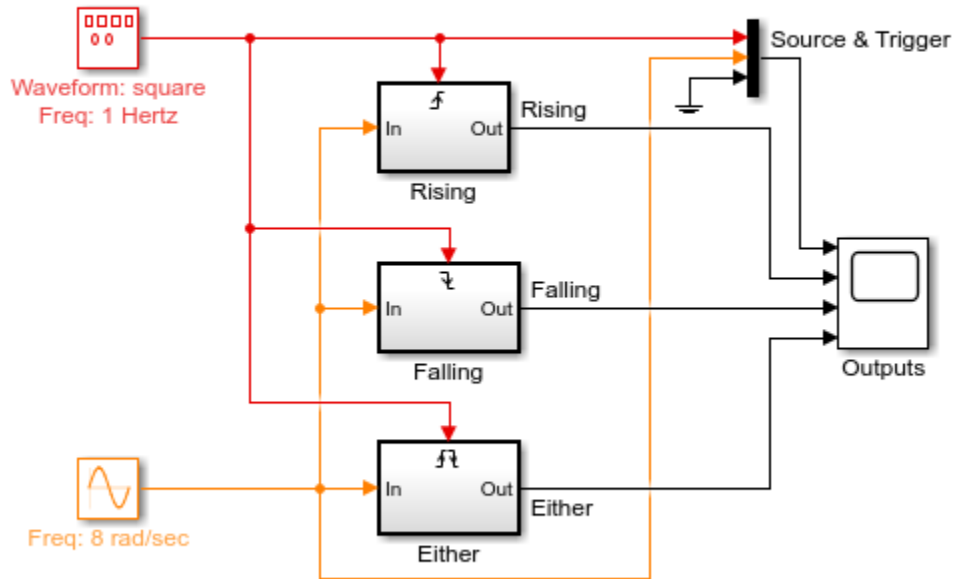 Waveform: square
Freq: 1 Hertz
Source & Trigger
In
Out
Rising
Rising
In
Out
Falling
Falling
Outputs
In
Out
Either
Either
Freq: 8 rad/sec